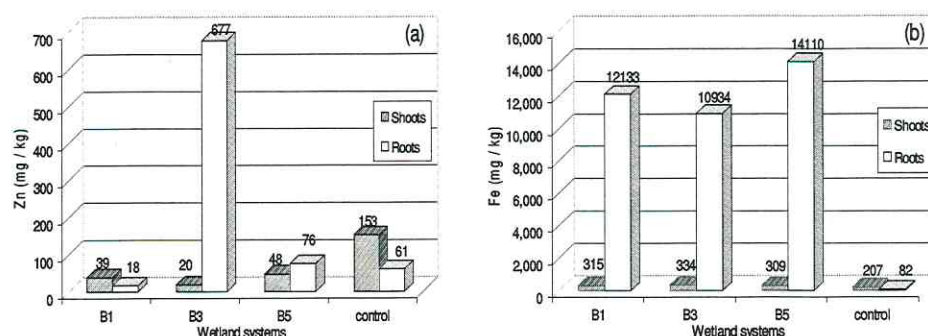 (a)
Zn (mg / kg)
700
600
500
400
300
200
100
0
39
18
20
677
48
76
153
61
Shoots
Roots
B1
B3
B5
control
Wetland systems
(b)
Fe (mg / kg)
16,000
14,000
12,000
10,000
8,000
6,000
4,000
2,000
0
315
12133
334
10934
309
14110
207
82
Shoots
Roots
B1
B3
B5
control
Wetland systems